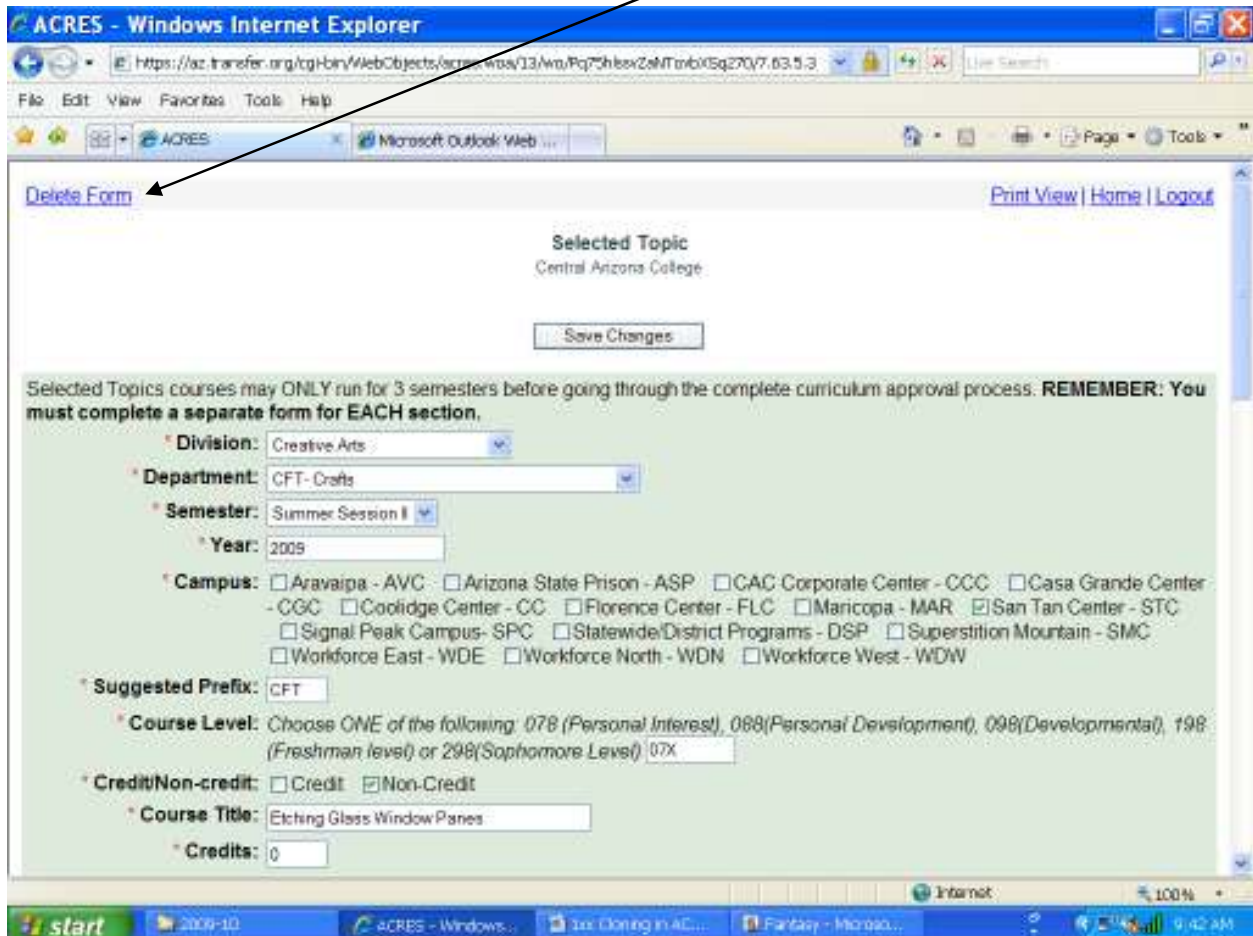 ACRES - Windows Internet Explorer
Live Search
File Edit View Favorites Tools Help
ACRES Microsoft Outlook Web ... Page Tools
Delete Form Print View | Home | Logout
Selected Topic
Central Arizona College
Save Changes
Selected Topics courses may ONLY run for 3 semesters before going through the complete curriculum approval process. REMEMBER: You
must complete a separate form for EACH section.
* Division: Creative Arts
* Department: CFT- Crafts
* Semester: Summer Session II
* Year: 2009
* Campus: Aravaipa - AVC Arizona State Prison - ASP CAC Corporate Center - CCC Casa Grande Center
- CGC Coolidge Center - CC Florence Center - FLC Maricopa - MAR San Tan Center - STC
Signal Peak Campus- SPC Statewide/District Programs - DSP Superstition Mountain - SMC
Workforce East - WDE Workforce North - WDN Workforce West - WDW
* Suggested Prefix: CFT
* Course Level: Choose ONE of the following: 078 (Personal Interest), 088(Personal Development), 098(Developmental), 198
(Freshman level) or 298(Sophomore Level) 07X
* Credit/Non-credit: Credit Non-Credit
* Course Title: Etching Glass Window Panes
* Credits: 0
Internet 100%
start 2009-10 ACRES - Windows... Cloning in AC... Fantasy - Microso... 9:42 AM